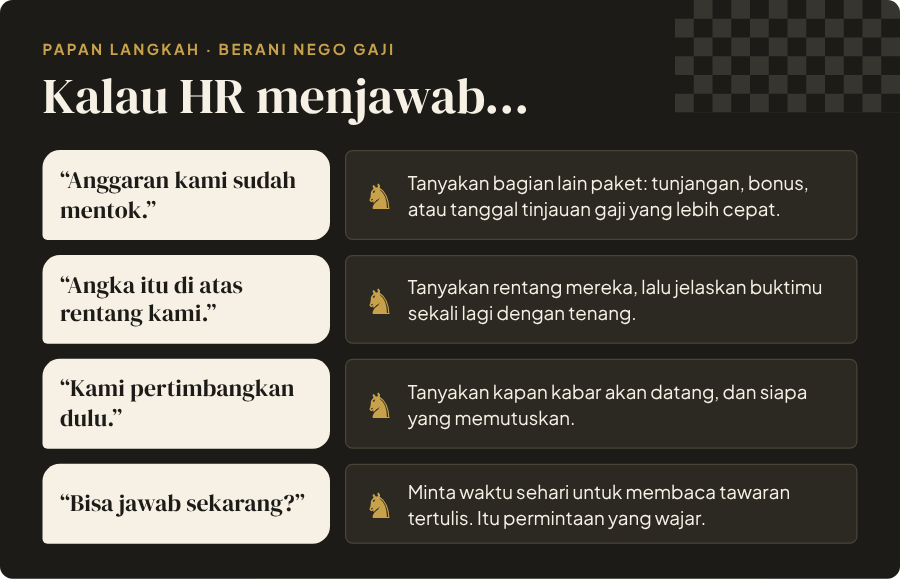 PAPAN LANGKAH · BERANI NEGO GAJI
Kalau HR menjawab...
“Anggaran kami sudah
mentok.”
Tanyakan bagian lain paket: tunjangan, bonus,
atau tanggal tinjauan gaji yang lebih cepat.
“Angka itu di atas
rentang kami.”
Tanyakan rentang mereka, lalu jelaskan buktimu
sekali lagi dengan tenang.
“Kami pertimbangkan
dulu.”
Tanyakan kapan kabar akan datang, dan siapa
yang memutuskan.
“Bisa jawab sekarang?”
Minta waktu sehari untuk membaca tawaran
tertulis. Itu permintaan yang wajar.